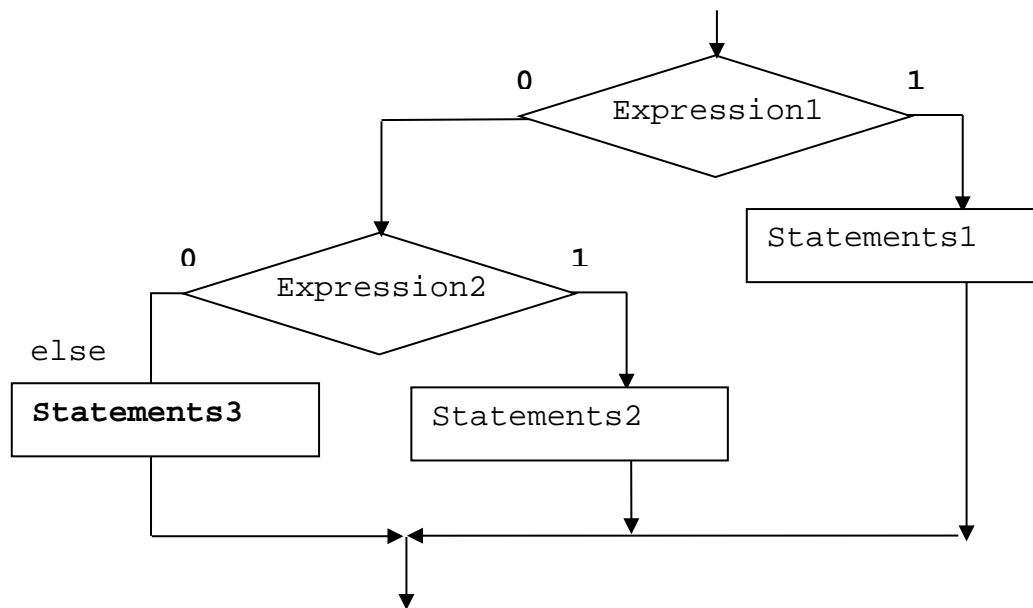 0
1
Expression1
Statements1
0
1
Expression2
else
Statements3
Statements2